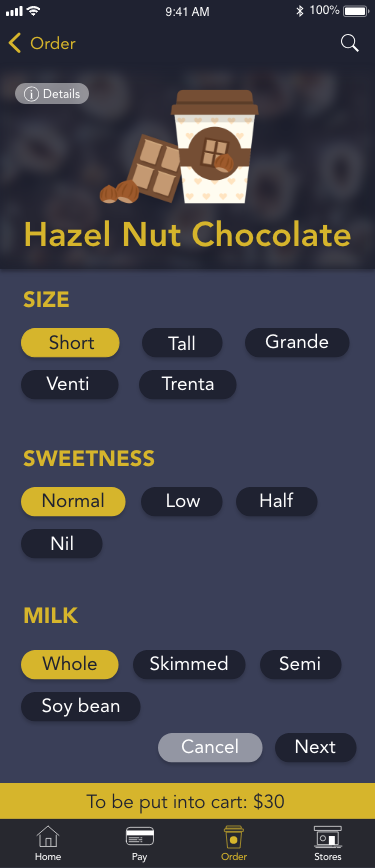 9:41 AM 100%
Order
Details
Hazel Nut Chocolate
SIZE
Short Tall Grande
Venti Trenta
SWEETNESS
Normal Low Half
Nil
MILK
Whole Skimmed Semi
Soy bean
Cancel Next
To be put into cart: $30
Home Pay Order Stores